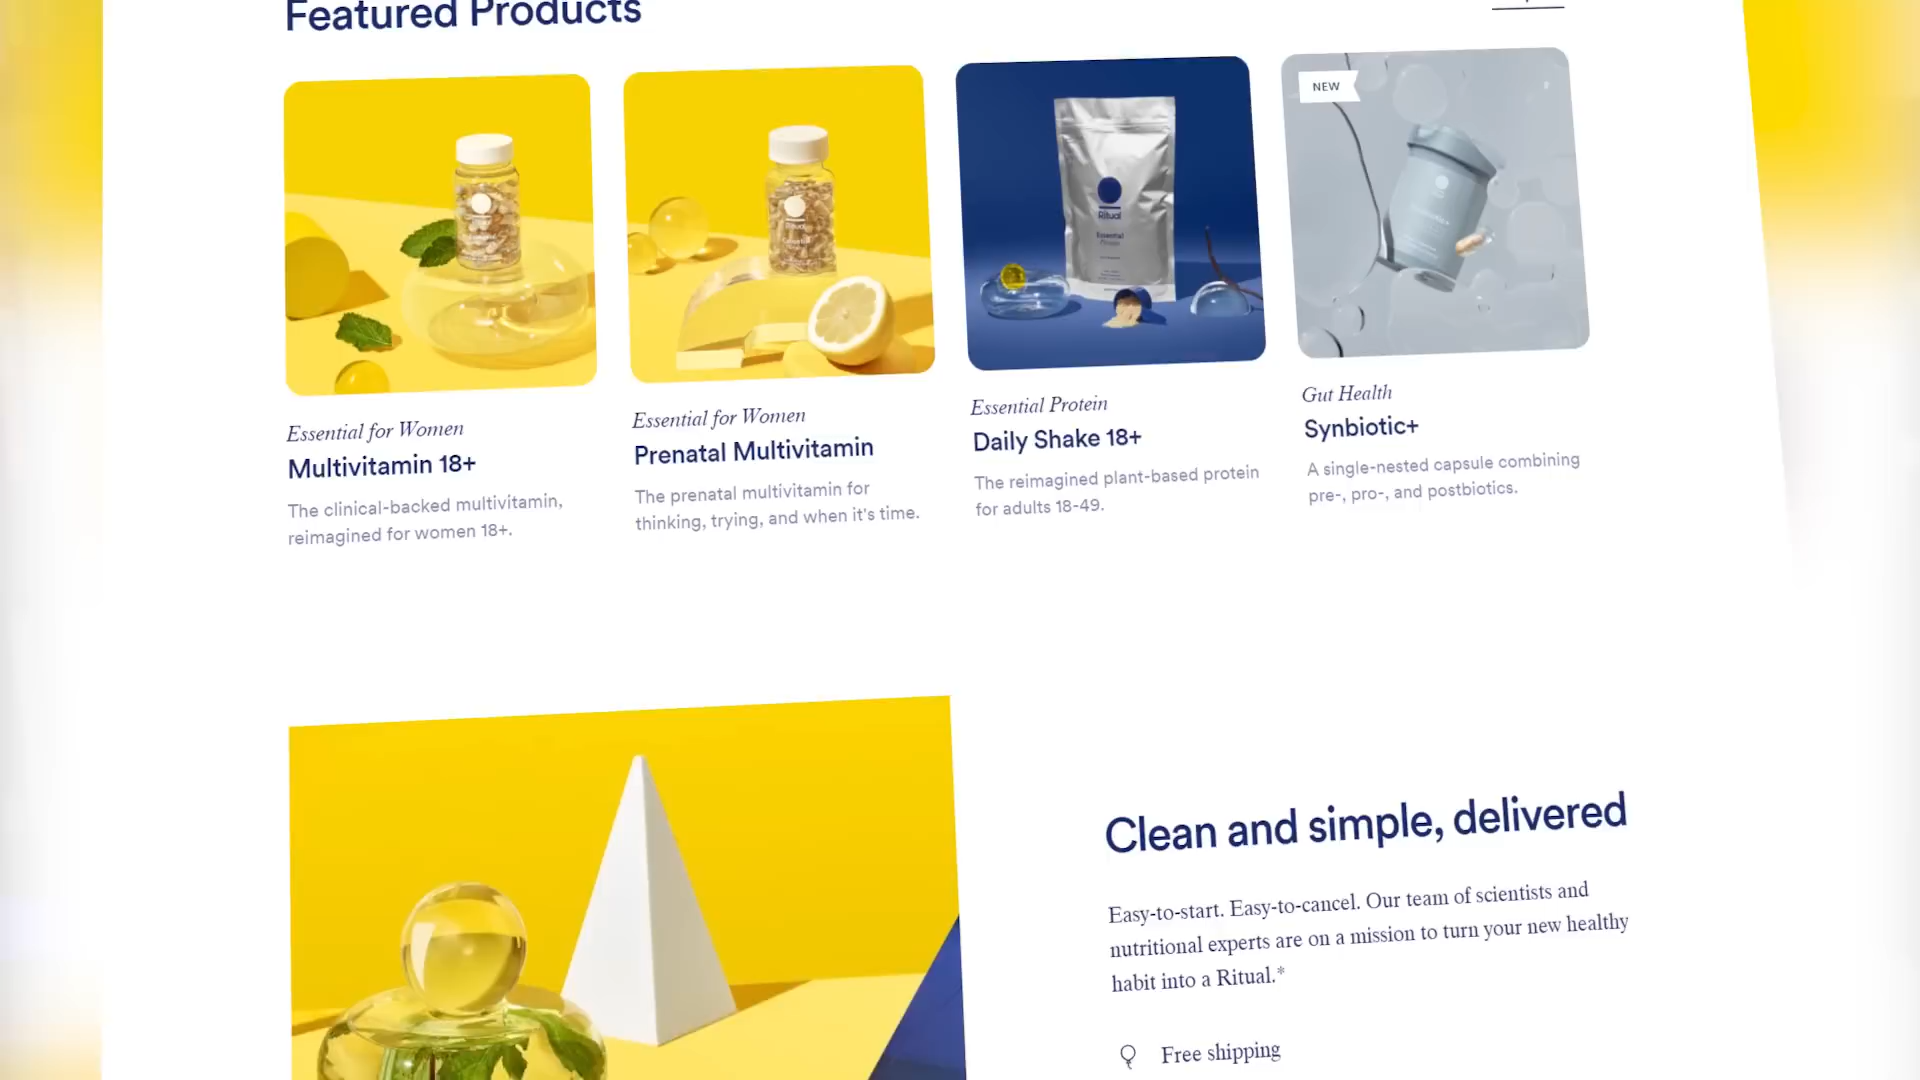 Featured Products
NEW
Ritual
Essential
Ritual
Essential for Women
Multivitamin 18+
The clinical-backed multivitamin,
reimagined for women 18+.
Essential for Women
Prenatal Multivitamin
The prenatal multivitamin for
thinking, trying, and when it's time.
Essential Protein
Daily Shake 18+
The reimagined plant-based protein
for adults 18-49.
Gut Health
Synbiotic+
A single-nested capsule combining
pre-, pro-, and postbiotics.
Clean and simple, delivered
Easy-to-start. Easy-to-cancel. Our team of scientists and
nutritional experts are on a mission to turn your new healthy
habit into a Ritual.*
Free shipping